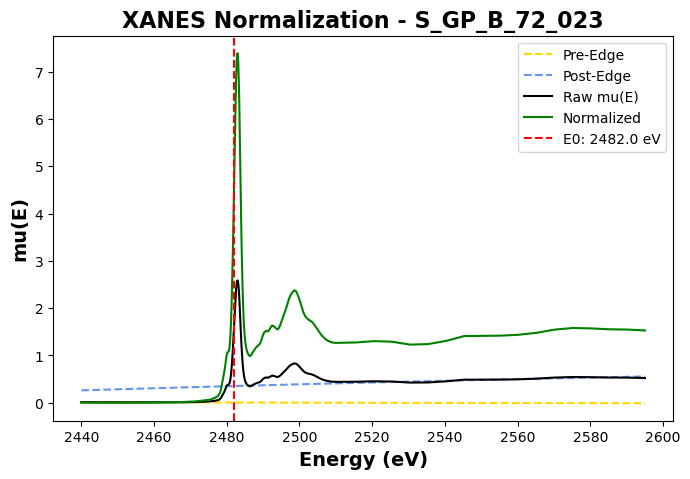 XANES Normalization - S_GP_B_72_023
Pre-Edge
Post-Edge
Raw mu(E)
Normalized
E0: 2482.0 eV
mu(E)
7
6
5
4
3
2
1
0
2440 2460 2480 2500 2520 2540 2560 2580 2600
Energy (eV)